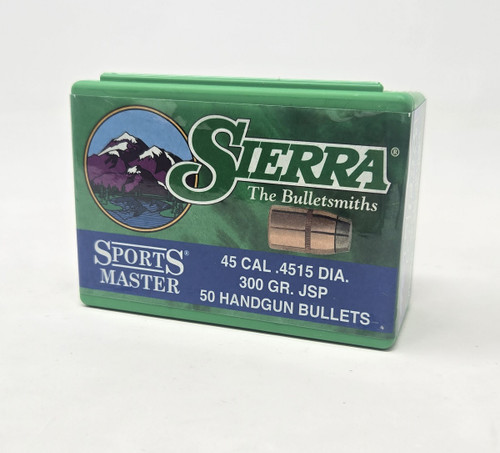 SIERRA®
The Bulletsmiths
SPORTS®
MASTER
45 CAL .4515 DIA.
300 GR. JSP
50 HANDGUN BULLETS